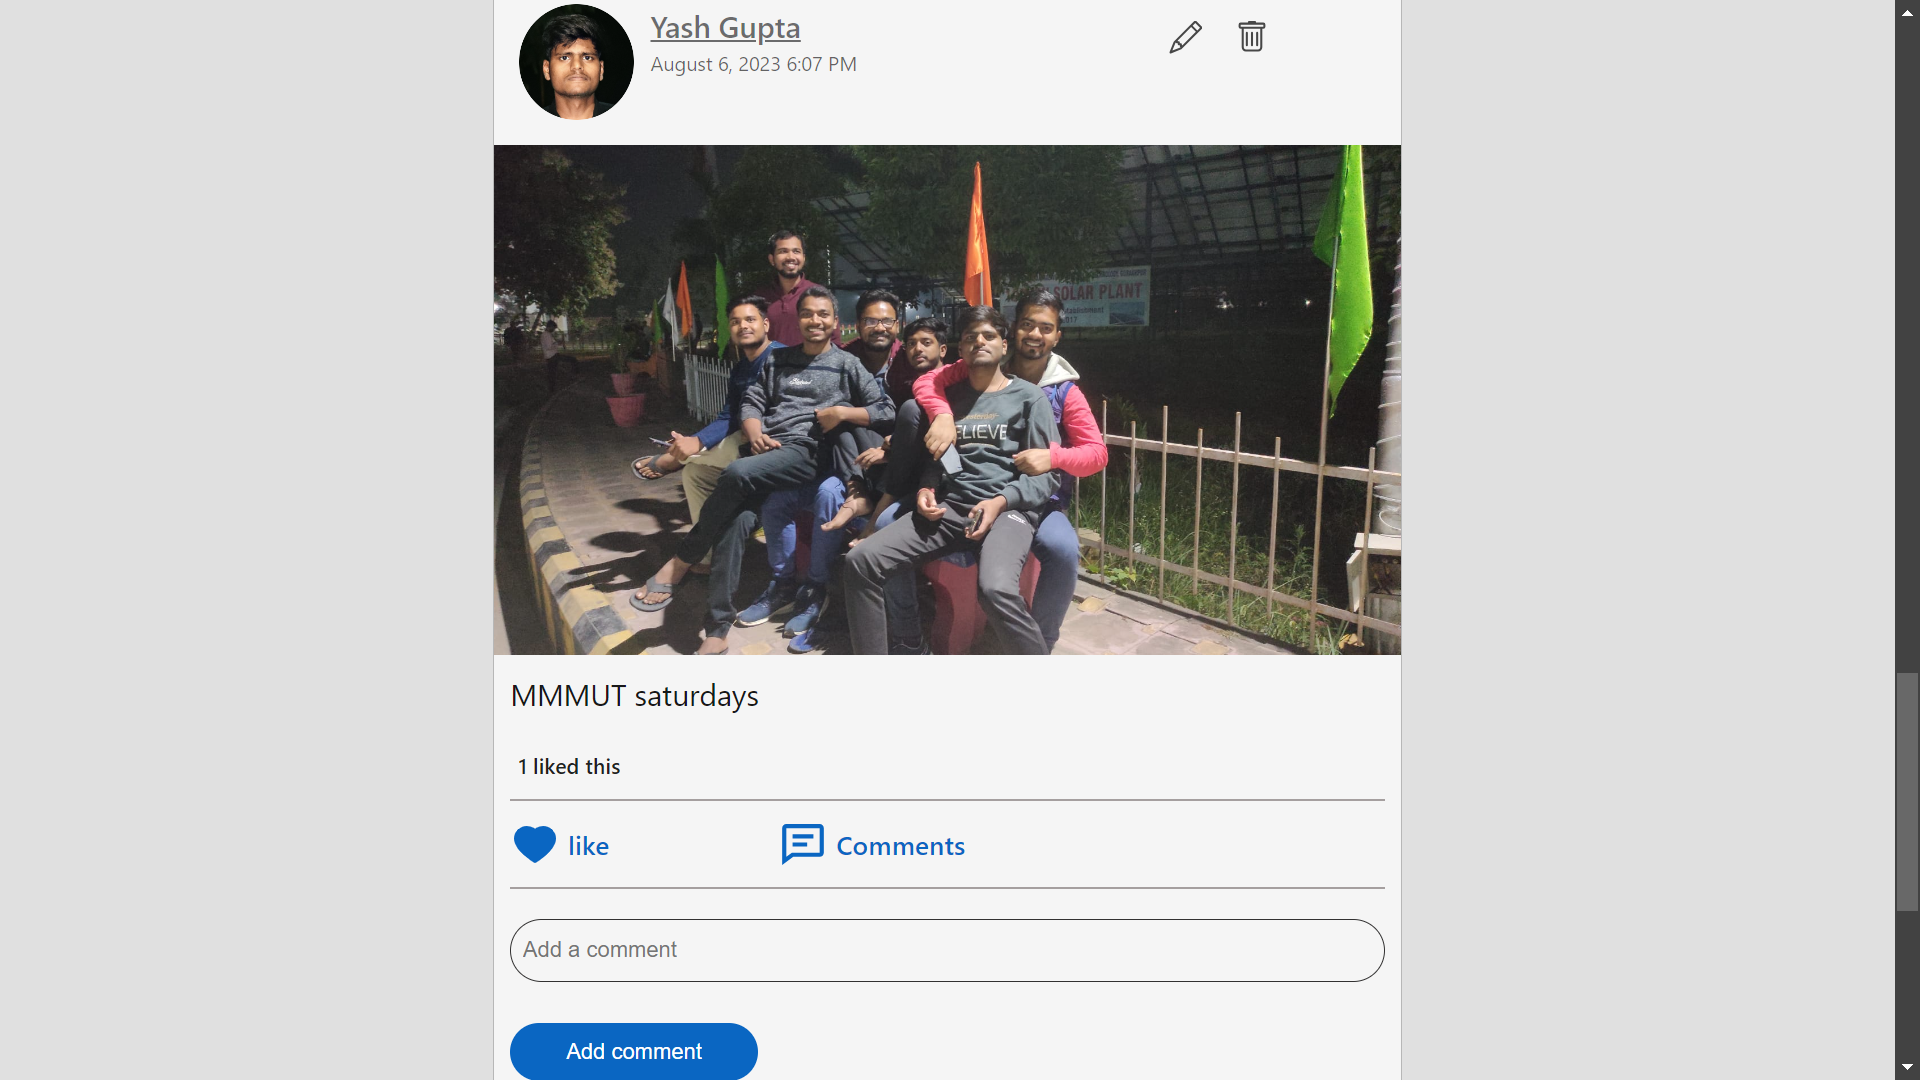 Yash Gupta
August 6, 2023 6:07 PM
SOLAR PLANT
ELIEVE
MMMUT saturdays
1 liked this
like
Comments
Add a comment
Add comment